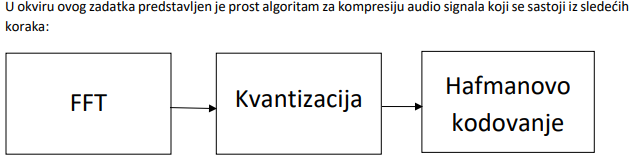 U okviru ovog zadatka predstavljen je prost algoritam za kompresiju audio signala koji se sastoji iz sledećih
koraka:
FFT
Kvantizacija
Hafmanovo
kodovanje